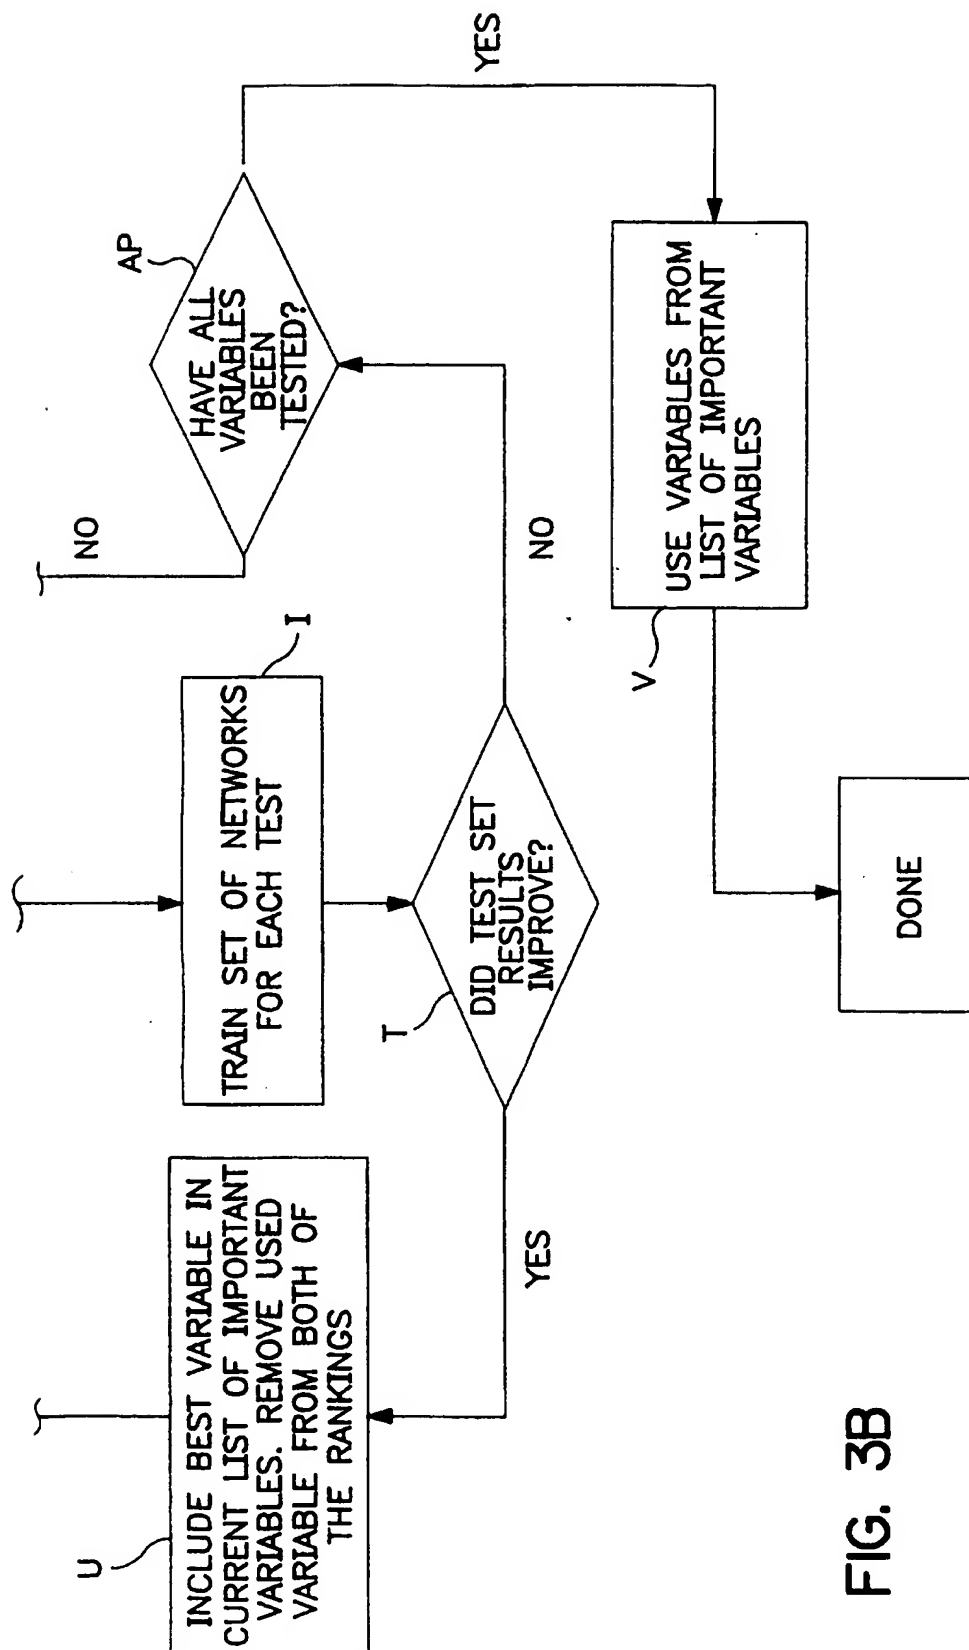 U
INCLUDE BEST VARIABLE IN
CURRENT LIST OF IMPORTANT
VARIABLES. REMOVE USED
VARIABLE FROM BOTH OF
THE RANKINGS
TRAIN SET OF NETWORKS
FOR EACH TEST
I
NO
AP
HAVE ALL
VARIABLES
BEEN
TESTED?
YES
T
DID TEST SET
RESULTS
IMPROVE?
YES
NO
V
USE VARIABLES FROM
LIST OF IMPORTANT
VARIABLES
DONE
FIG. 3B